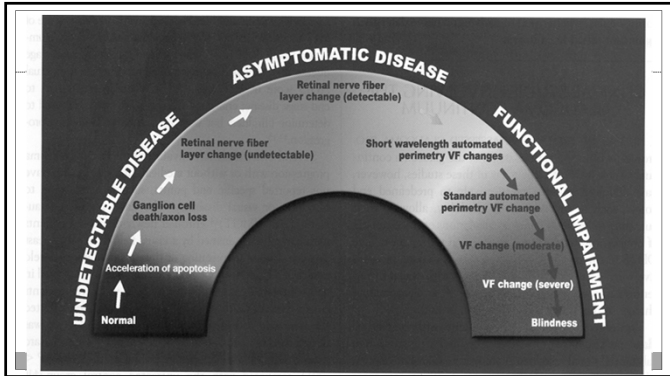 UNDETECTABLE DISEASE
ASYMPTOMATIC DISEASE
FUNCTIONAL IMPAIRMENT
Normal
Acceleration of apoptosis
Ganglion cell
death/axon loss
Retinal nerve fiber
layer change (undetectable)
Retinal nerve fiber
layer change (detectable)
Short wavelength automated
perimetry VF changes
Standard automated
perimetry VF change
VF change (moderate)
VF change (severe)
Blindness